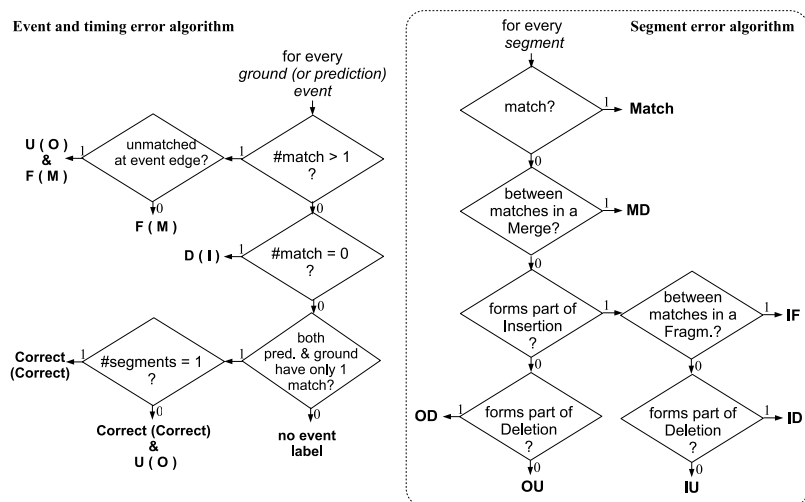 Event and timing error algorithm
for every
ground (or prediction)
event
#match > 1
?
1
0
unmatched
at event edge?
1
0
U ( O )
&
F ( M )
F ( M )
#match = 0
?
1
0
D ( I )
both
pred. & ground
have only 1
match?
1
0
#segments = 1
?
1
0
Correct
(Correct)
Correct (Correct)
&
U ( O )
no event
label
Segment error algorithm
for every
segment
match?
1
Match
0
between
matches in a
Merge?
1
MD
0
forms part of
Insertion
?
1
0
between
matches in a
Fragm.?
1
IF
0
forms part of
Deletion
?
1
OD
0
OU
forms part of
Deletion
?
1
ID
0
IU